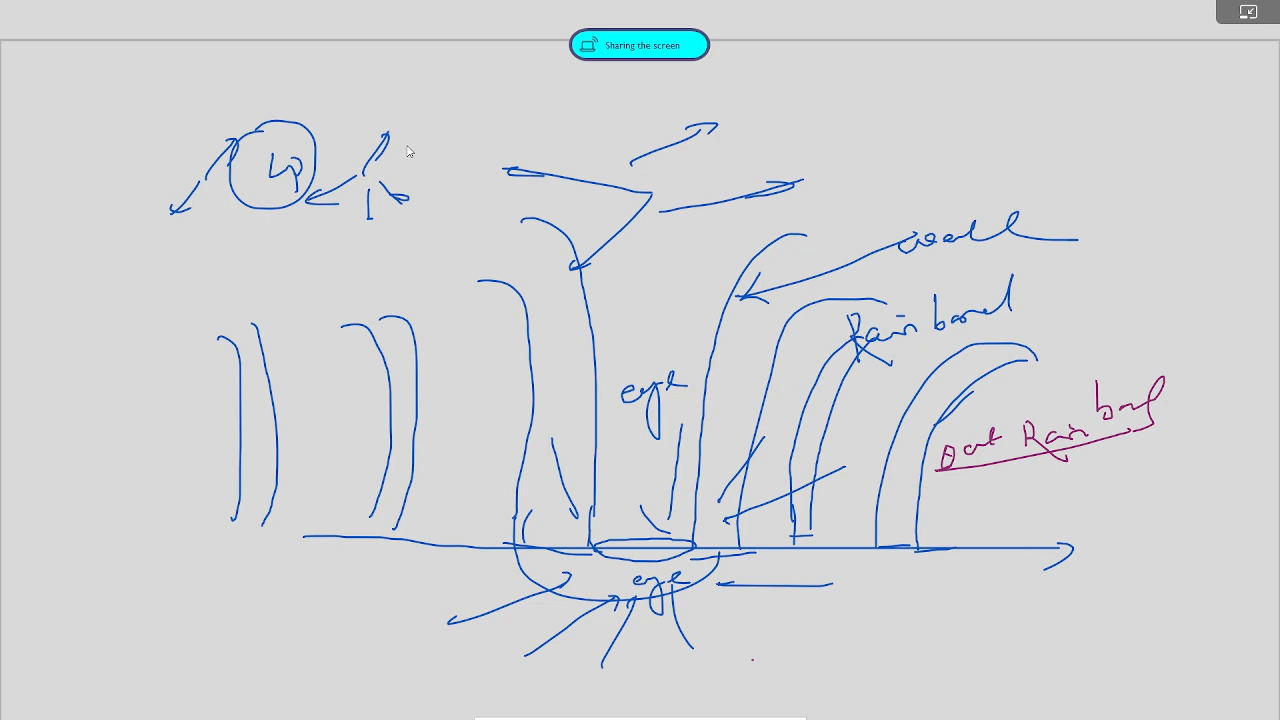 Sharing the screen
LP
wall
Rain band
eye
Out Rain band
eye